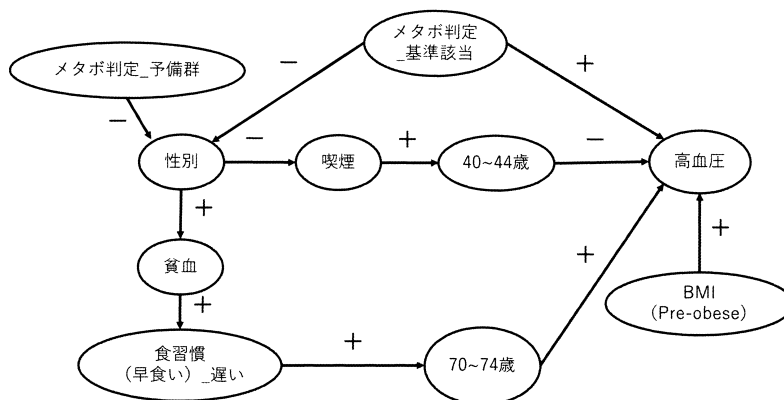 メタボ判定
_基準該当
メタボ判定_予備群
−
+
−
性別
−
喫煙
+
40~44歳
−
高血圧
+
貧血
+
+
BMI
(Pre-obese)
+
食習慣
(早食い)_遅い
+
70~74歳